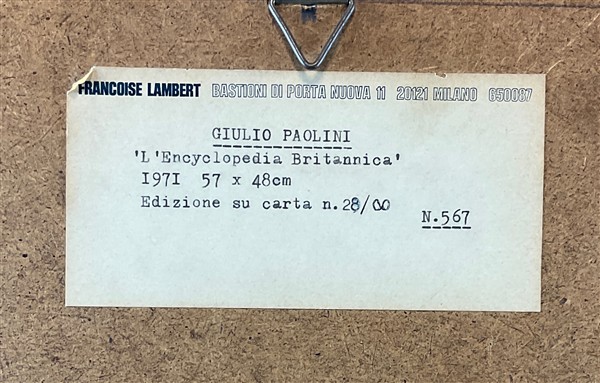 FRANCOISE LAMBERT BASTIONI DI PORTA NUOVA 11 20121 MILANO 650087
GIULIO PAOLINI
'L'Encyclopedia Britannica'
1971 57 x 48cm
Edizione su carta n.28/00
N.567